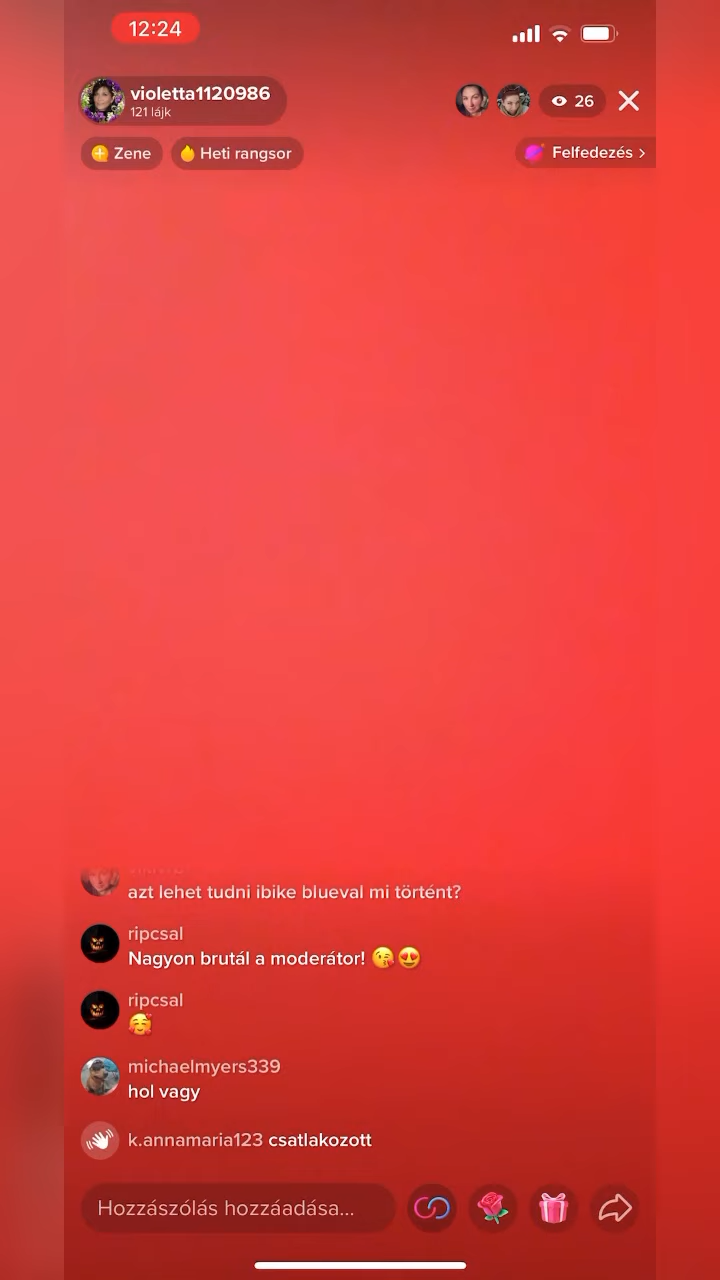 12:24
violetta1120986
121 lájk
26
Zene
Heti rangsor
Felfedezés >
azt lehet tudni ibike blueval mi történt?
ripcsal
Nagyon brutál a moderátor! 😘😍
ripcsal
🥰
michaelmyers339
hol vagy
k.annamaria123 csatlakozott
Hozzászólás hozzáadása...